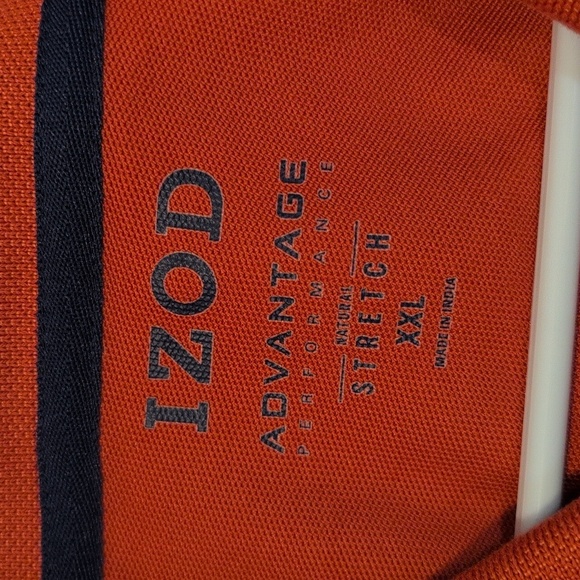 IZOD
ADVANTAGE
PERFORMANCE
NATURAL
STRETCH
XXL
MADE IN INDIA